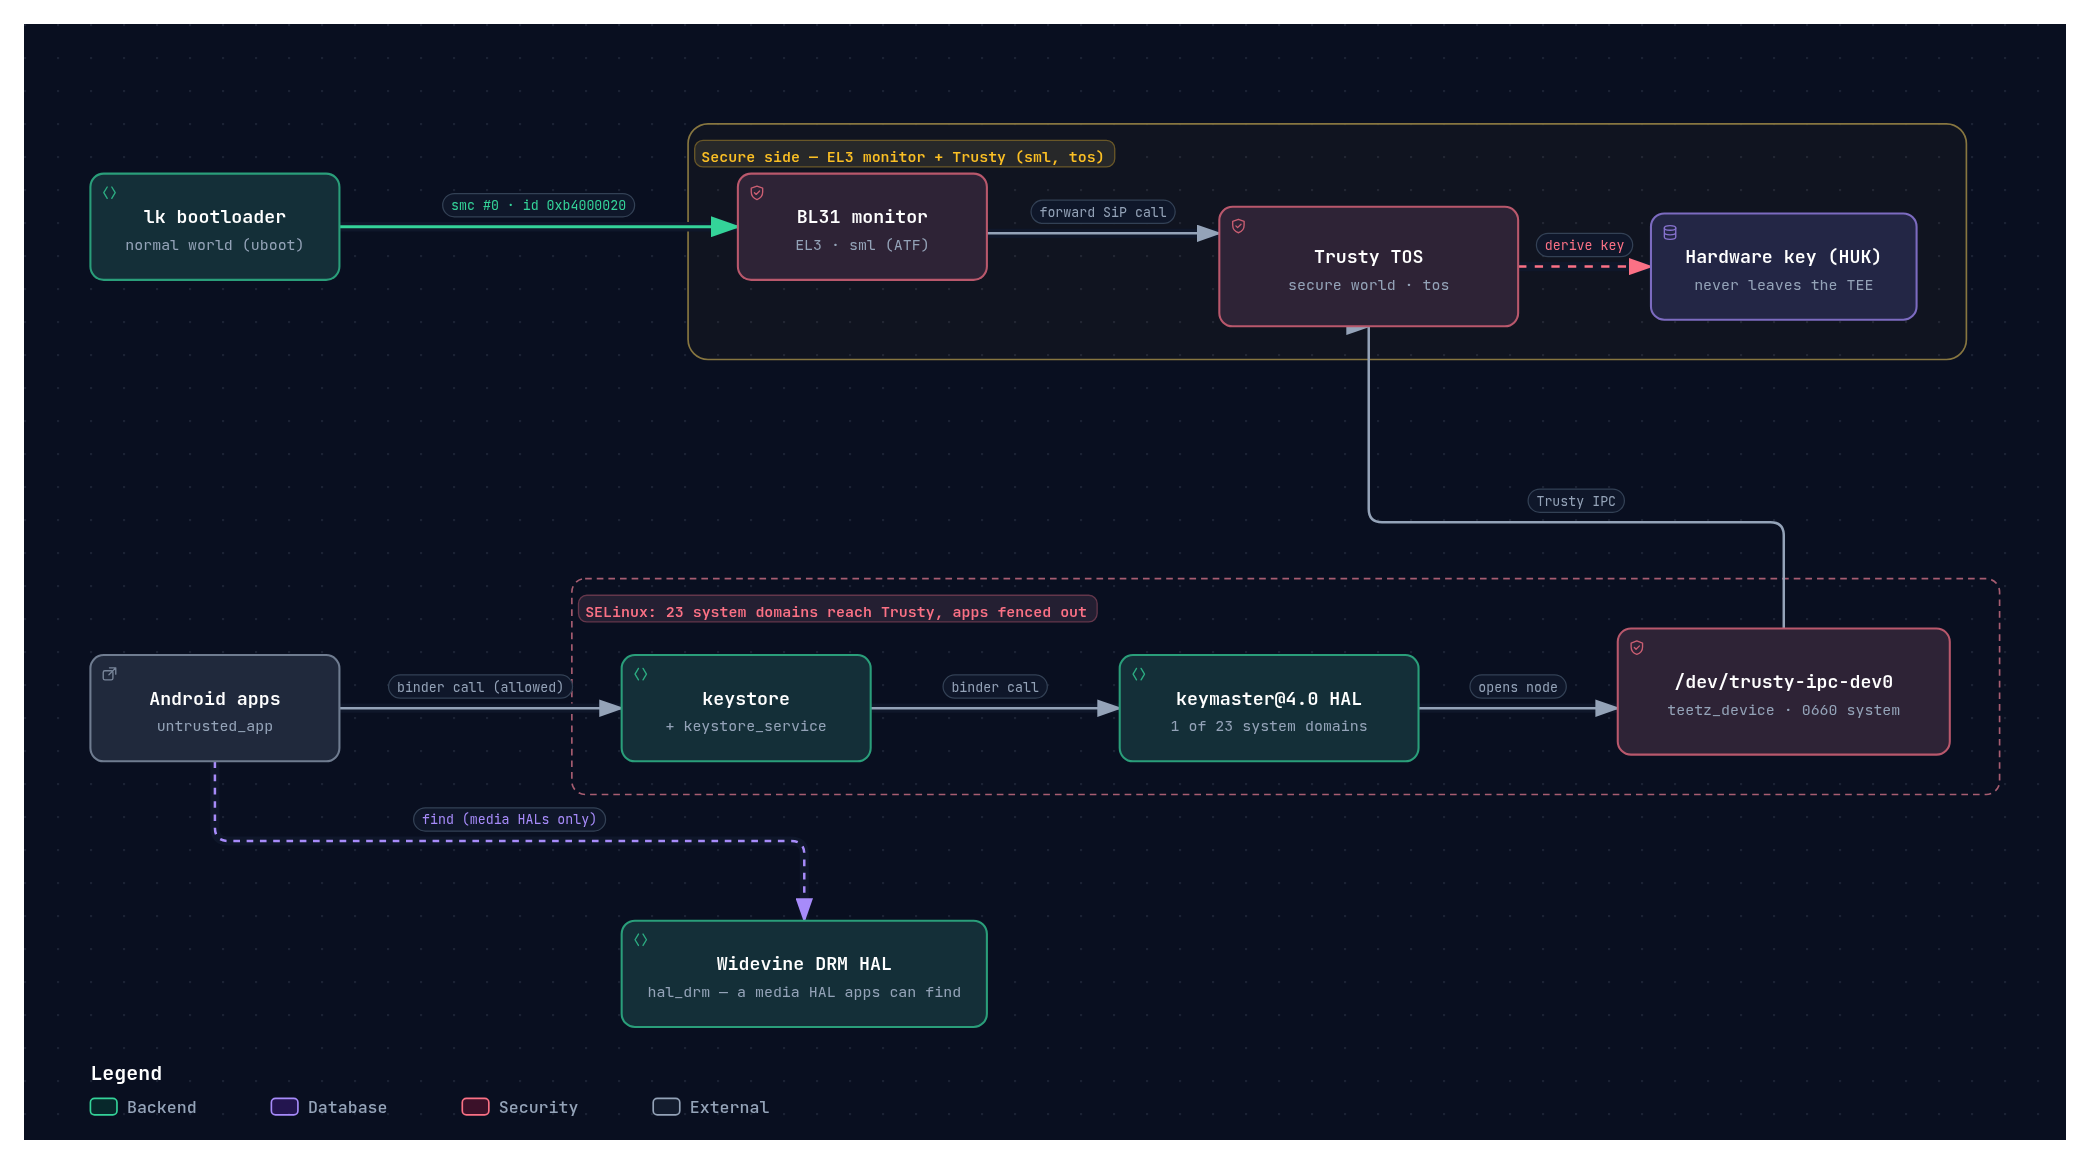 Secure side — EL3 monitor + Trusty (sml, tos)
lk bootloader
normal world (uboot)
smc #0 · id 0xb4000020
BL31 monitor
EL3 · sml (ATF)
forward SiP call
Trusty TOS
secure world · tos
derive key
Hardware key (HUK)
never leaves the TEE
Trusty IPC
SELinux: 23 system domains reach Trusty, apps fenced out
Android apps
untrusted_app
binder call (allowed)
keystore
+ keystore_service
binder call
keymaster@4.0 HAL
1 of 23 system domains
opens node
/dev/trusty-ipc-dev0
teetz_device · 0660 system
find (media HALs only)
Widevine DRM HAL
hal_drm — a media HAL apps can find
Legend
Backend
Database
Security
External